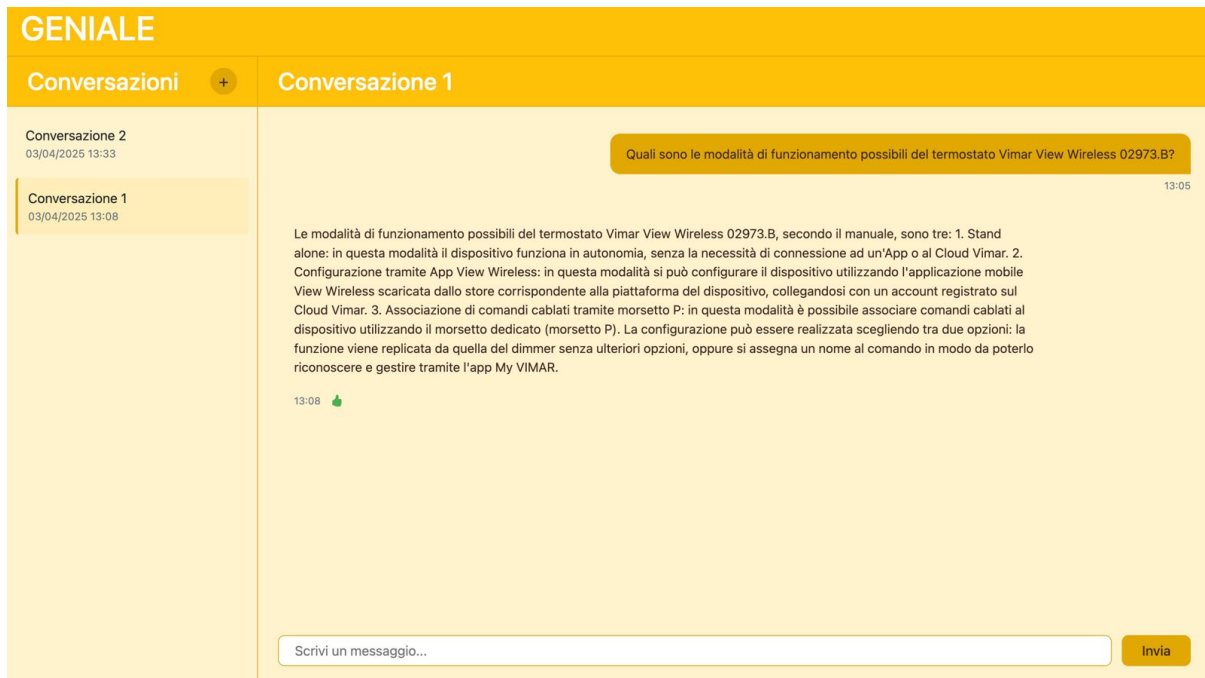 GENIALE
Conversazioni +
Conversazione 1
Conversazione 2
03/04/2025 13:33
Conversazione 1
03/04/2025 13:08
Quali sono le modalità di funzionamento possibili del termostato Vimar View Wireless 02973.B?
13:05
Le modalità di funzionamento possibili del termostato Vimar View Wireless 02973.B, secondo il manuale, sono tre: 1. Stand
alone: in questa modalità il dispositivo funziona in autonomia, senza la necessità di connessione ad un'App o al Cloud Vimar. 2.
Configurazione tramite App View Wireless: in questa modalità si può configurare il dispositivo utilizzando l'applicazione mobile
View Wireless scaricata dallo store corrispondente alla piattaforma del dispositivo, collegandosi con un account registrato sul
Cloud Vimar. 3. Associazione di comandi cablati tramite morsetto P: in questa modalità è possibile associare comandi cablati al
dispositivo utilizzando il morsetto dedicato (morsetto P). La configurazione può essere realizzata scegliendo tra due opzioni: la
funzione viene replicata da quella del dimmer senza ulteriori opzioni, oppure si assegna un nome al comando in modo da poterlo
riconoscere e gestire tramite l'app My VIMAR.
13:08
Scrivi un messaggio...
Invia